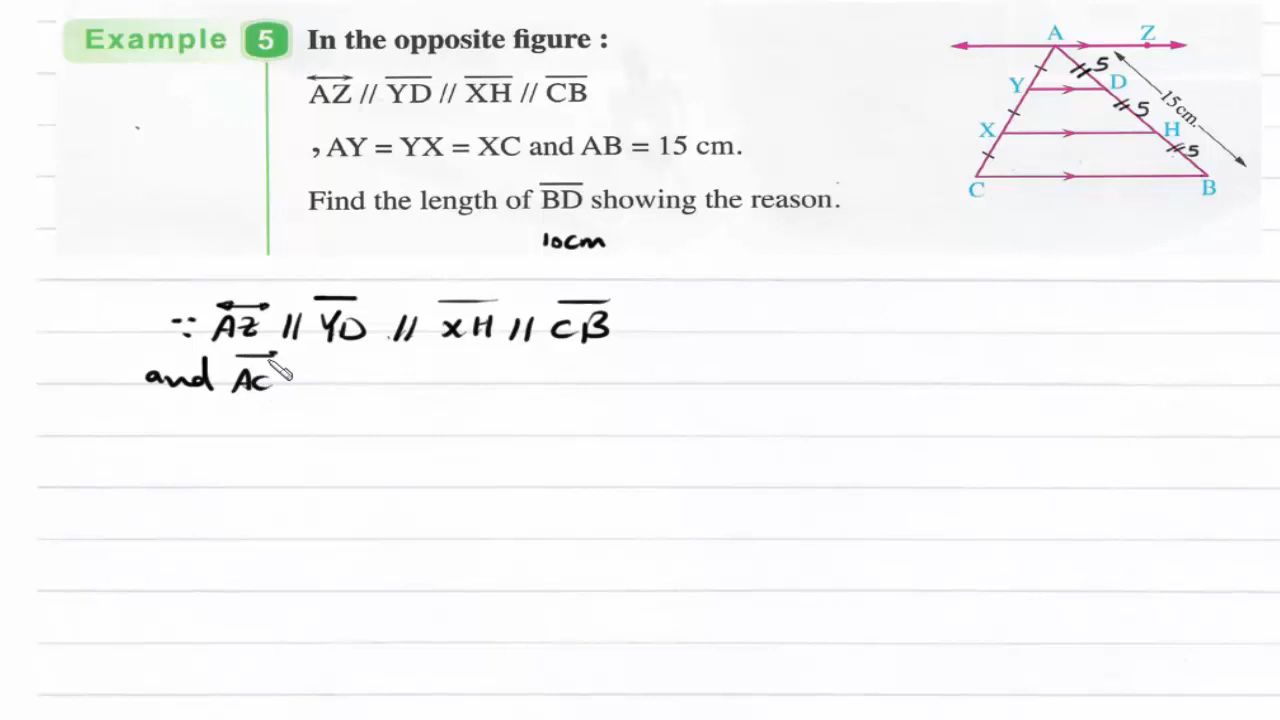 Example 5 In the opposite figure :
AZ // YD // XH // CB
, AY = YX = XC and AB = 15 cm.
Find the length of BD showing the reason.
10cm
A Z
5
Y D
15 cm.
5
X H
5
C B
∵ AZ // YD // XH // CB
and AC